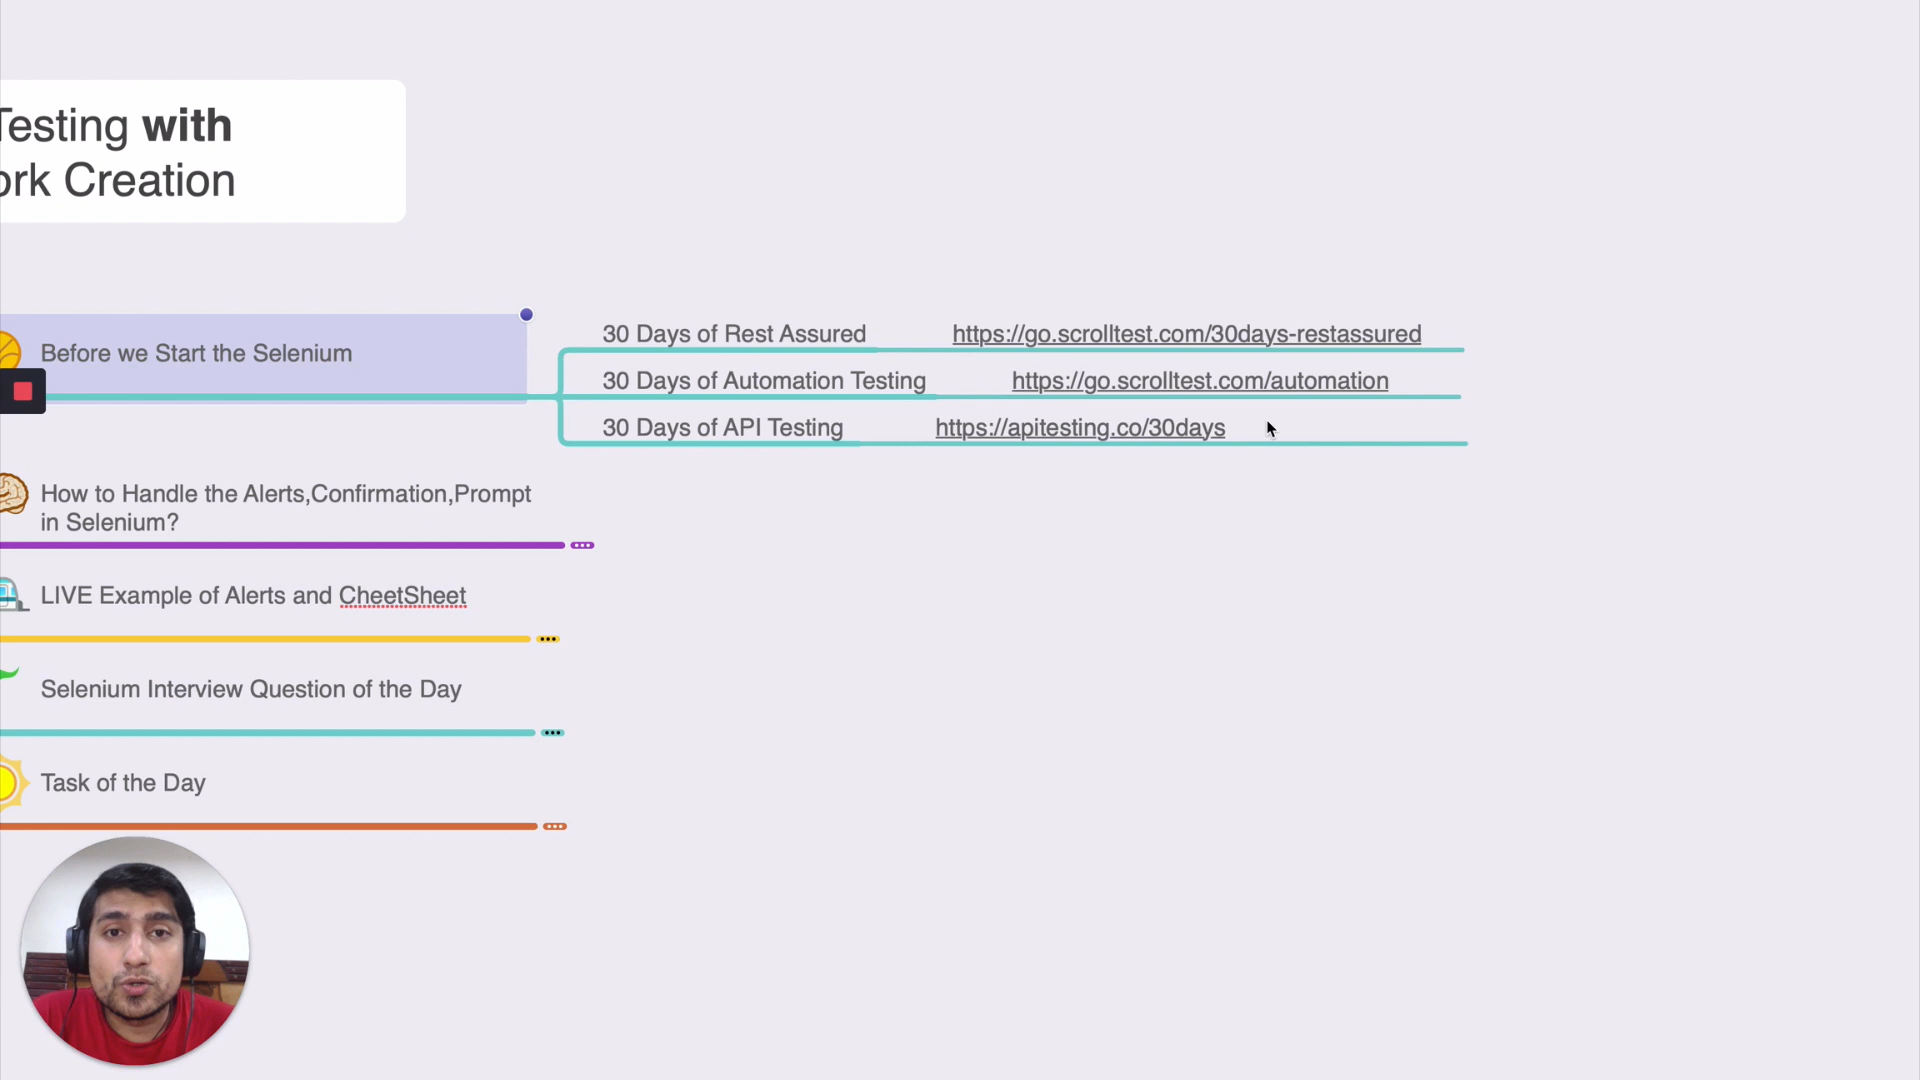 Testing with
ork Creation
Before we Start the Selenium
30 Days of Rest Assured https://go.scrolltest.com/30days-restassured
30 Days of Automation Testing https://go.scrolltest.com/automation
30 Days of API Testing https://apitesting.co/30days
How to Handle the Alerts,Confirmation,Prompt
in Selenium?
LIVE Example of Alerts and CheetSheet
Selenium Interview Question of the Day
Task of the Day